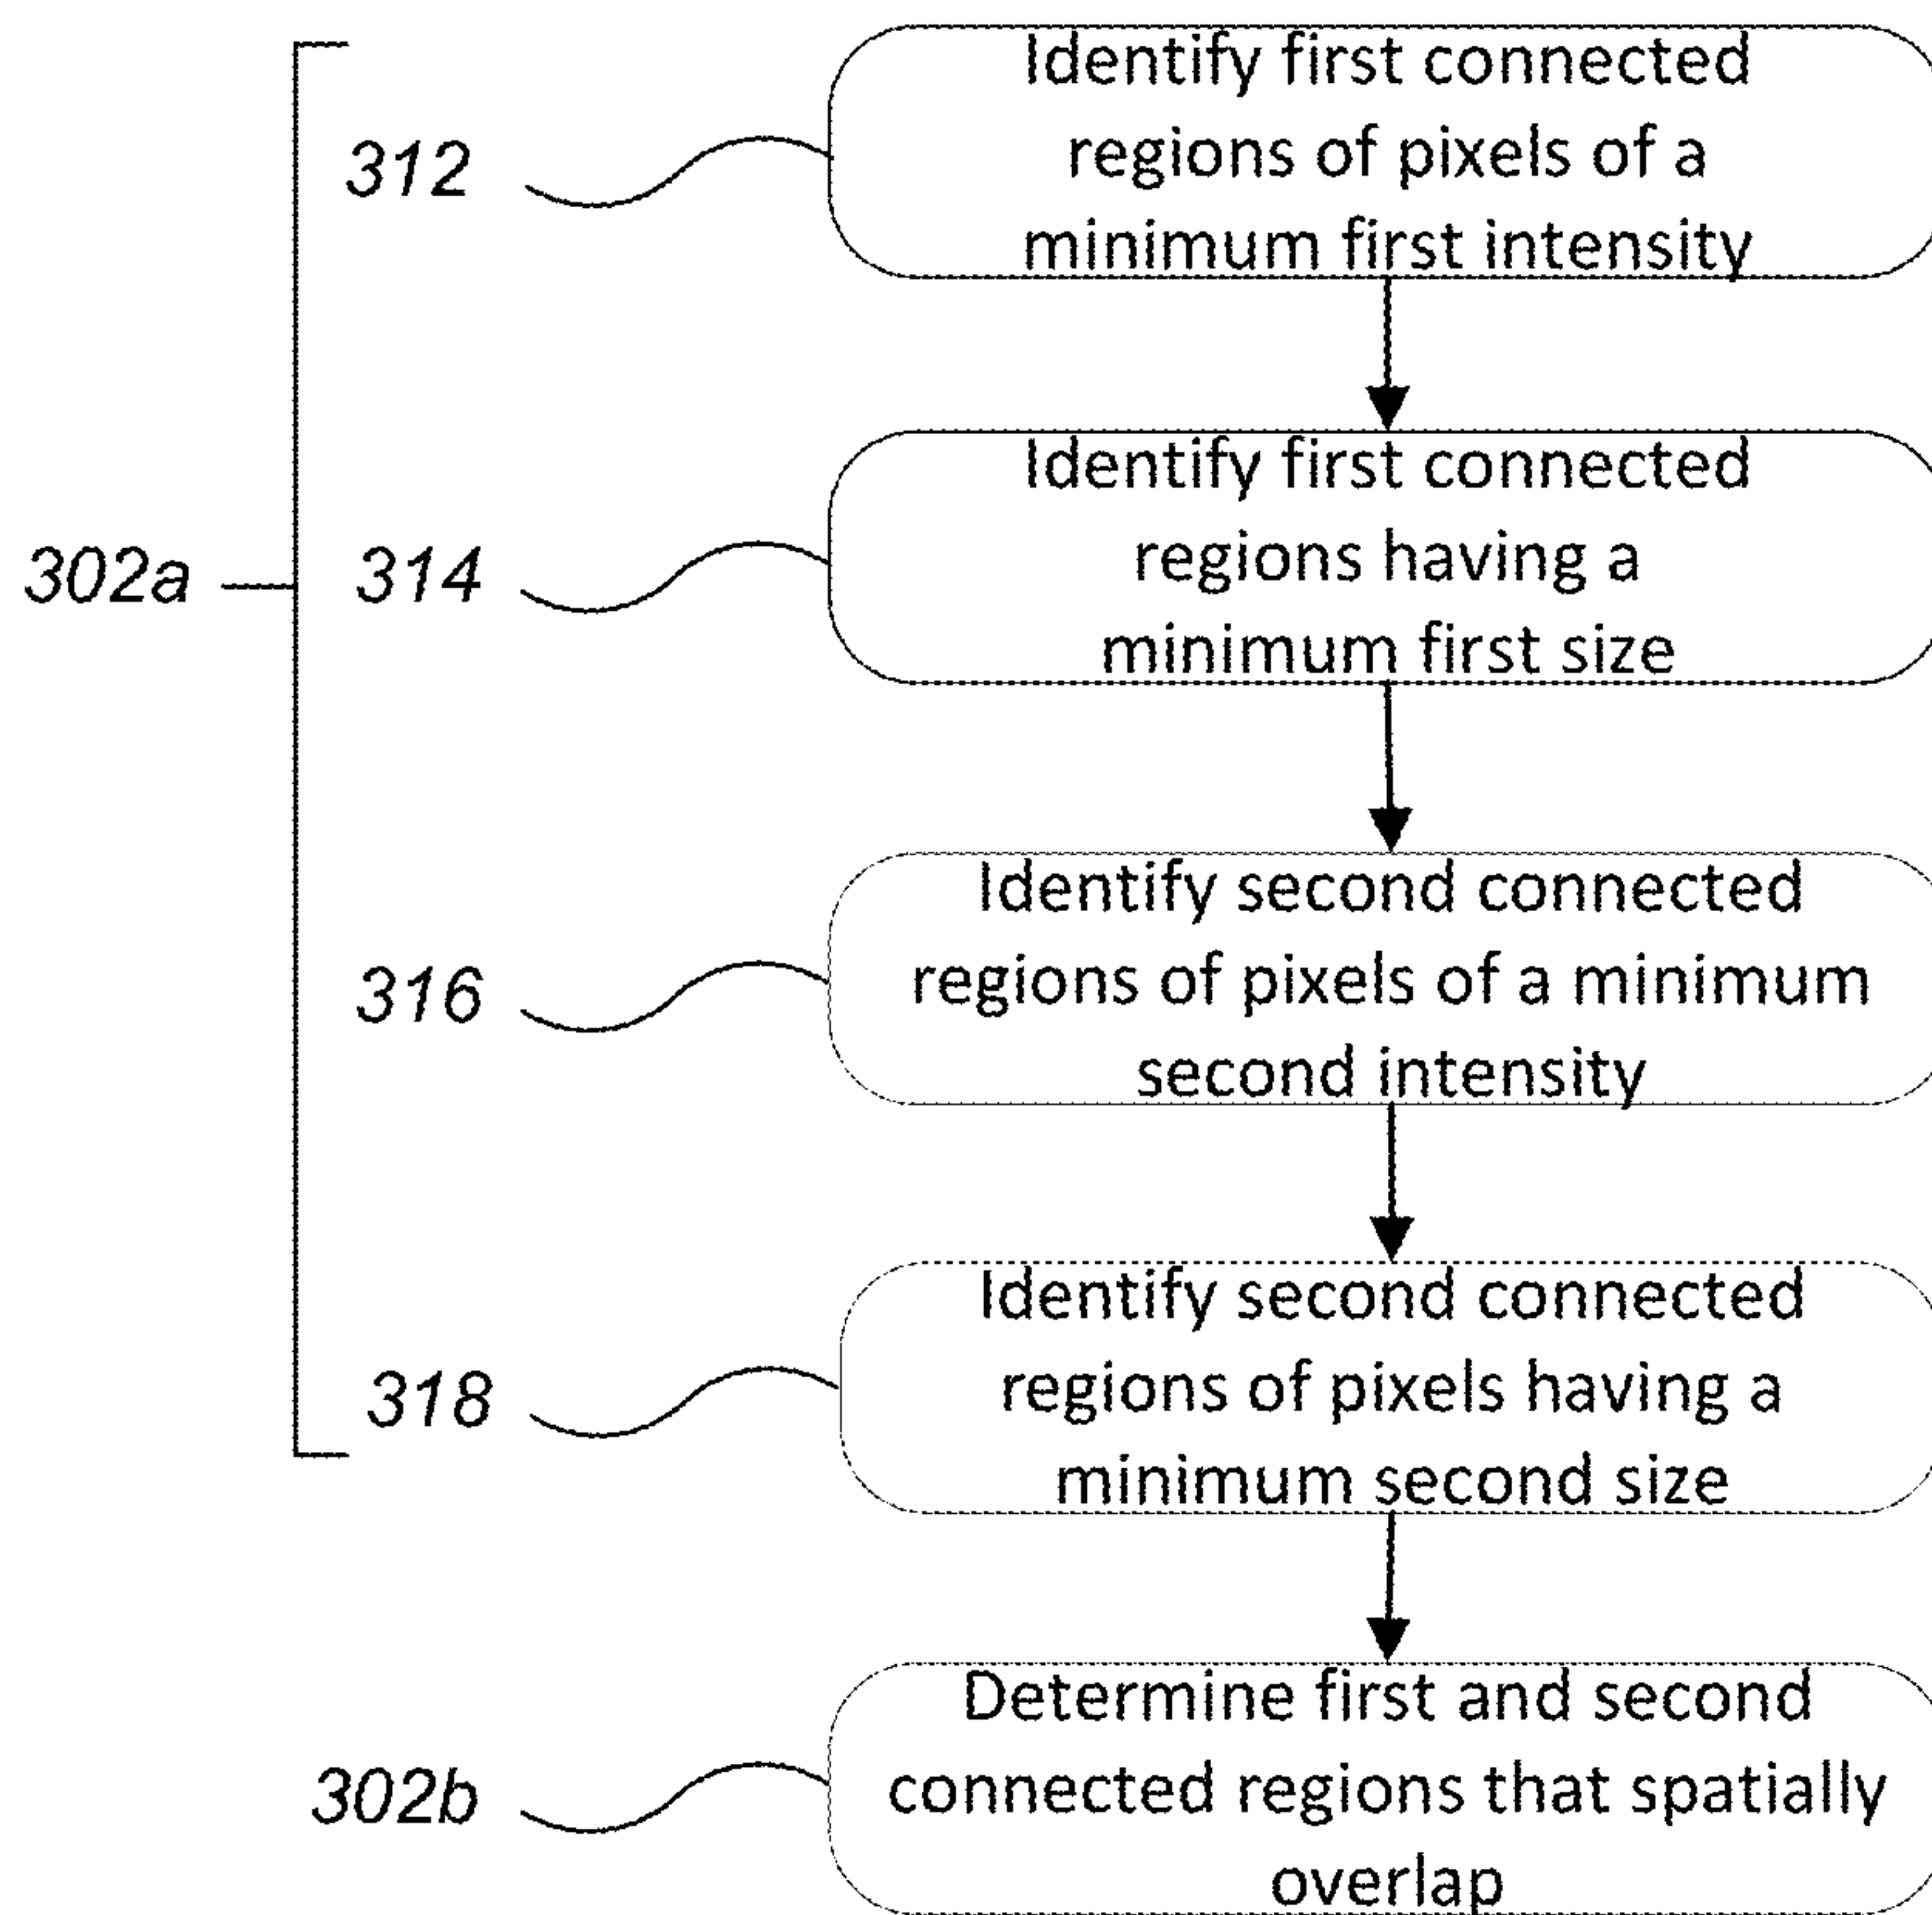 312
Identify first connected
regions of pixels of a
minimum first intensity
302a
314
Identify first connected
regions having a
minimum first size
316
Identify second connected
regions of pixels of a minimum
second intensity
318
Identify second connected
regions of pixels having a
minimum second size
302b
Determine first and second
connected regions that spatially
overlap